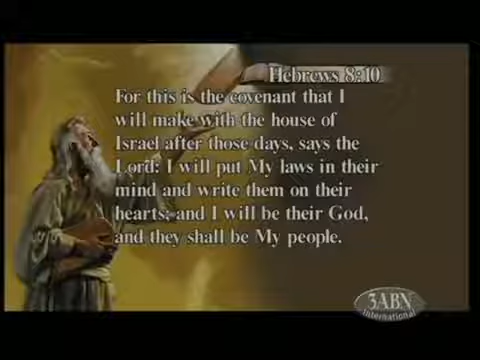 Hebrews 8:10
For this is the covenant that I
will make with the house of
Israel after those days, says the
Lord: I will put My laws in their
mind and write them on their
hearts; and I will be their God,
and they shall be My people.
3ABN
international